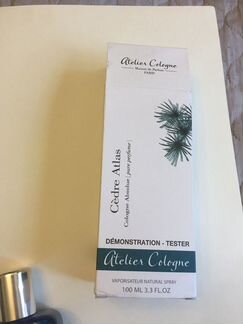 Atelier Cologne
Maison de Parfum
PARIS
Cèdre Atlas
Cologne Absolue | pure perfume |
DÉMONSTRATION - TESTER
Atelier Cologne
VAPORISATEUR NATURAL SPRAY
100 ML 3.3 FL.OZ